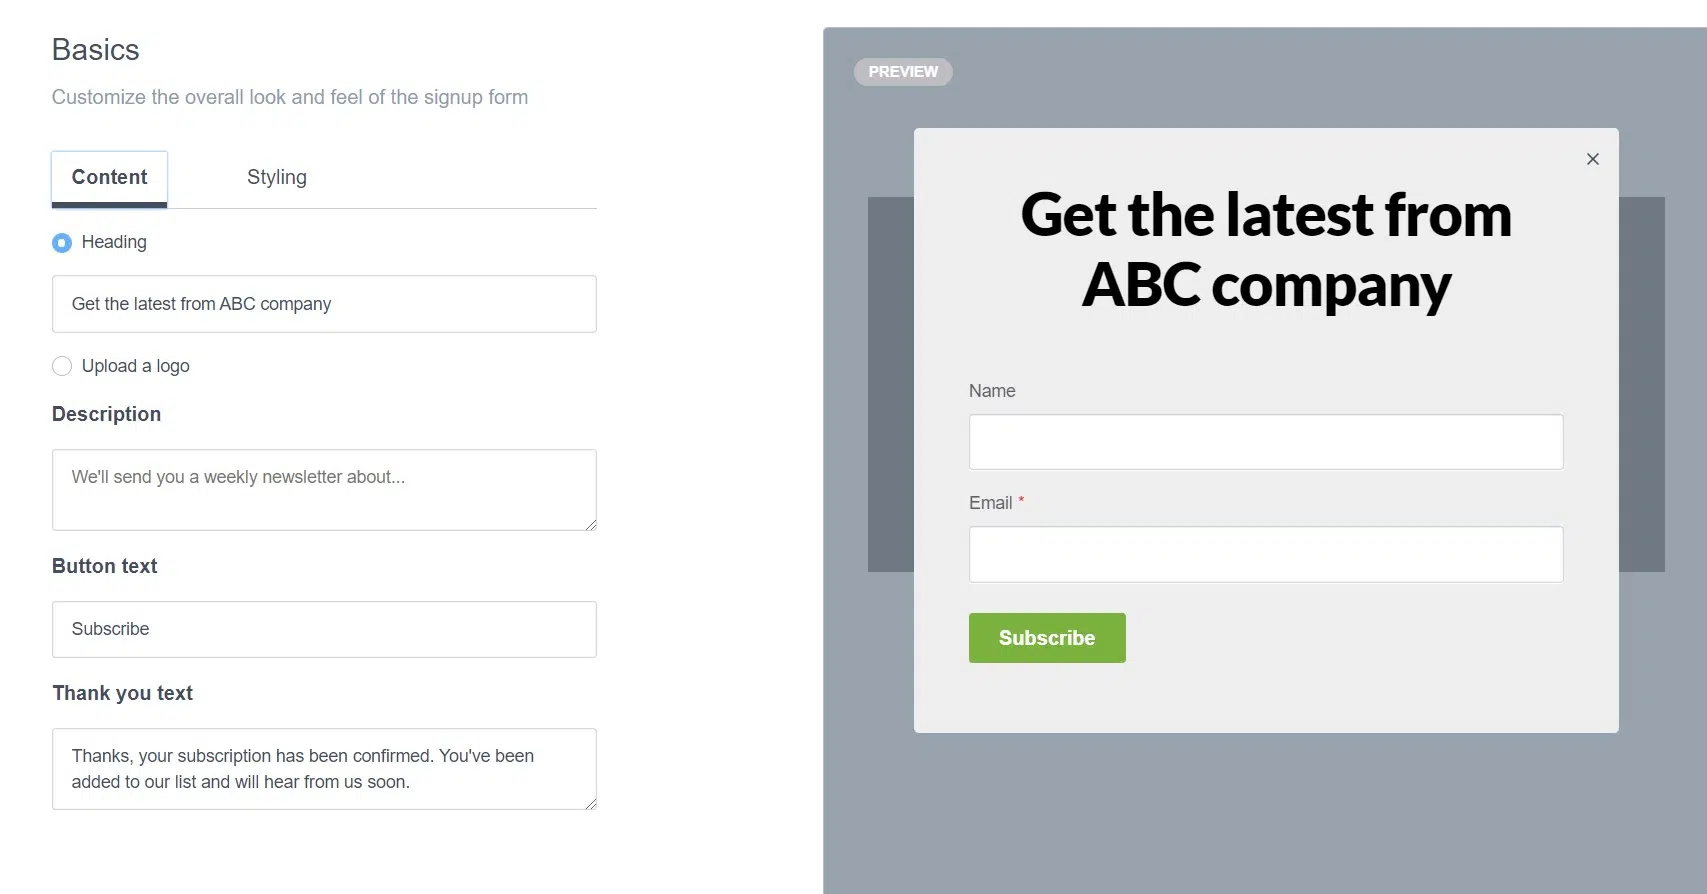 Basics
Customize the overall look and feel of the signup form
Content
Styling
Heading
Get the latest from ABC company
Upload a logo
Description
We'll send you a weekly newsletter about...
Button text
Subscribe
Thank you text
Thanks, your subscription has been confirmed. You've been
added to our list and will hear from us soon.
PREVIEW
Get the latest from
ABC company
Name
Email *
Subscribe